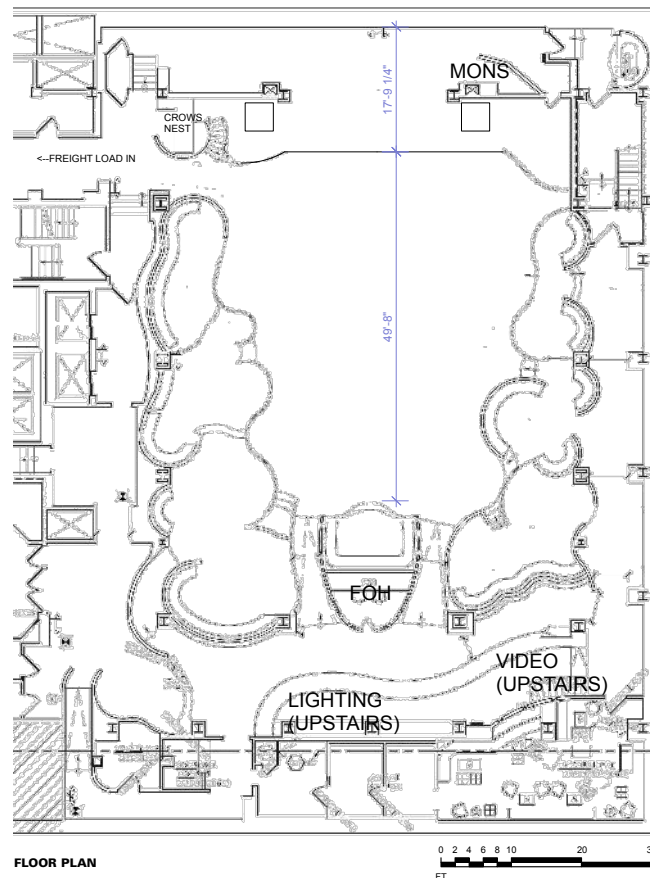 MONS
17'-9 1/4"
CROWS
NEST
<--FREIGHT LOAD IN
49'-8"
FOH
VIDEO
(UPSTAIRS)
LIGHTING
(UPSTAIRS)
FLOOR PLAN
0 2 4 6 8 10 20
FT